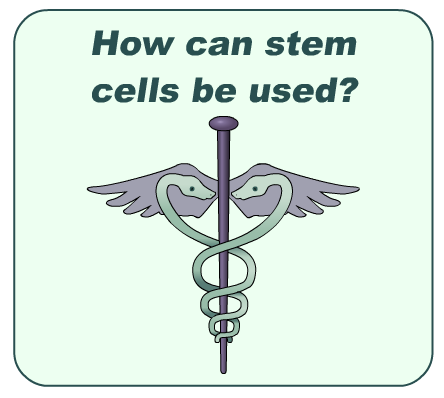 How can stem
cells be used?